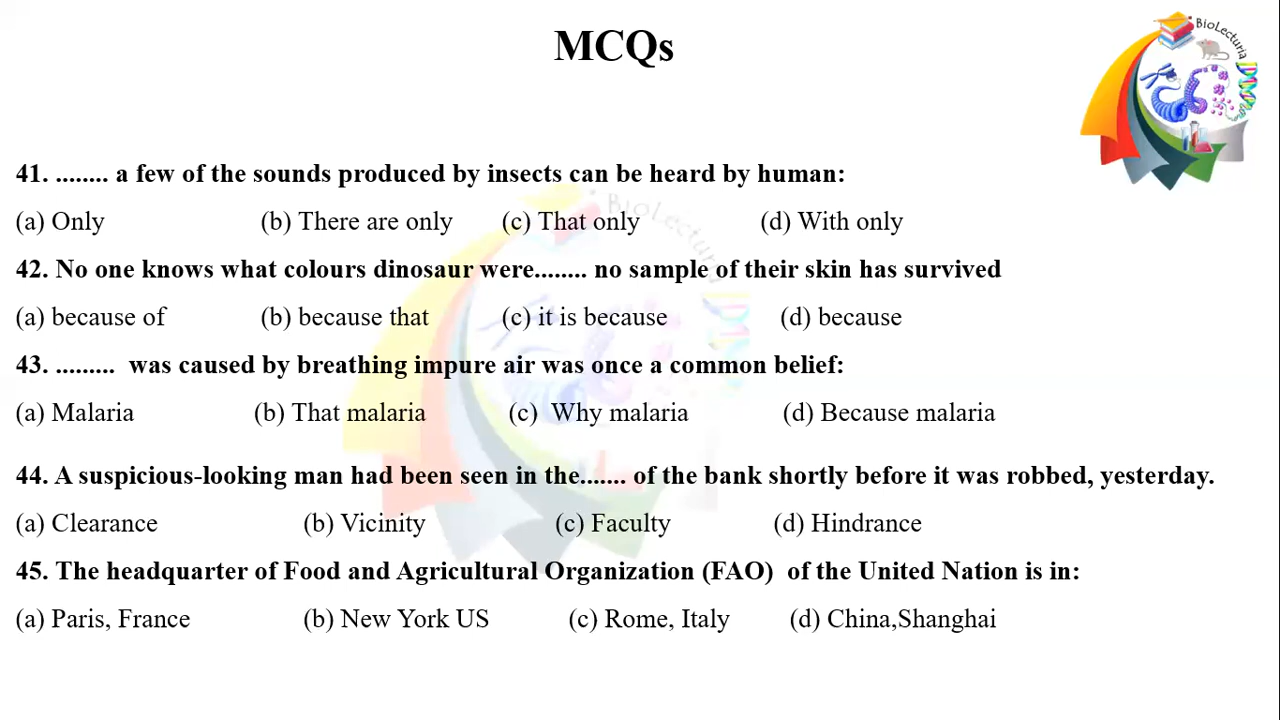 MCQs
BioLecturia
41. ........ a few of the sounds produced by insects can be heard by human:
(a) Only (b) There are only (c) That only (d) With only
42. No one knows what colours dinosaur were........ no sample of their skin has survived
(a) because of (b) because that (c) it is because (d) because
43. ......... was caused by breathing impure air was once a common belief:
(a) Malaria (b) That malaria (c) Why malaria (d) Because malaria
44. A suspicious-looking man had been seen in the....... of the bank shortly before it was robbed, yesterday.
(a) Clearance (b) Vicinity (c) Faculty (d) Hindrance
45. The headquarter of Food and Agricultural Organization (FAO) of the United Nation is in:
(a) Paris, France (b) New York US (c) Rome, Italy (d) China,Shanghai
BioLecturia